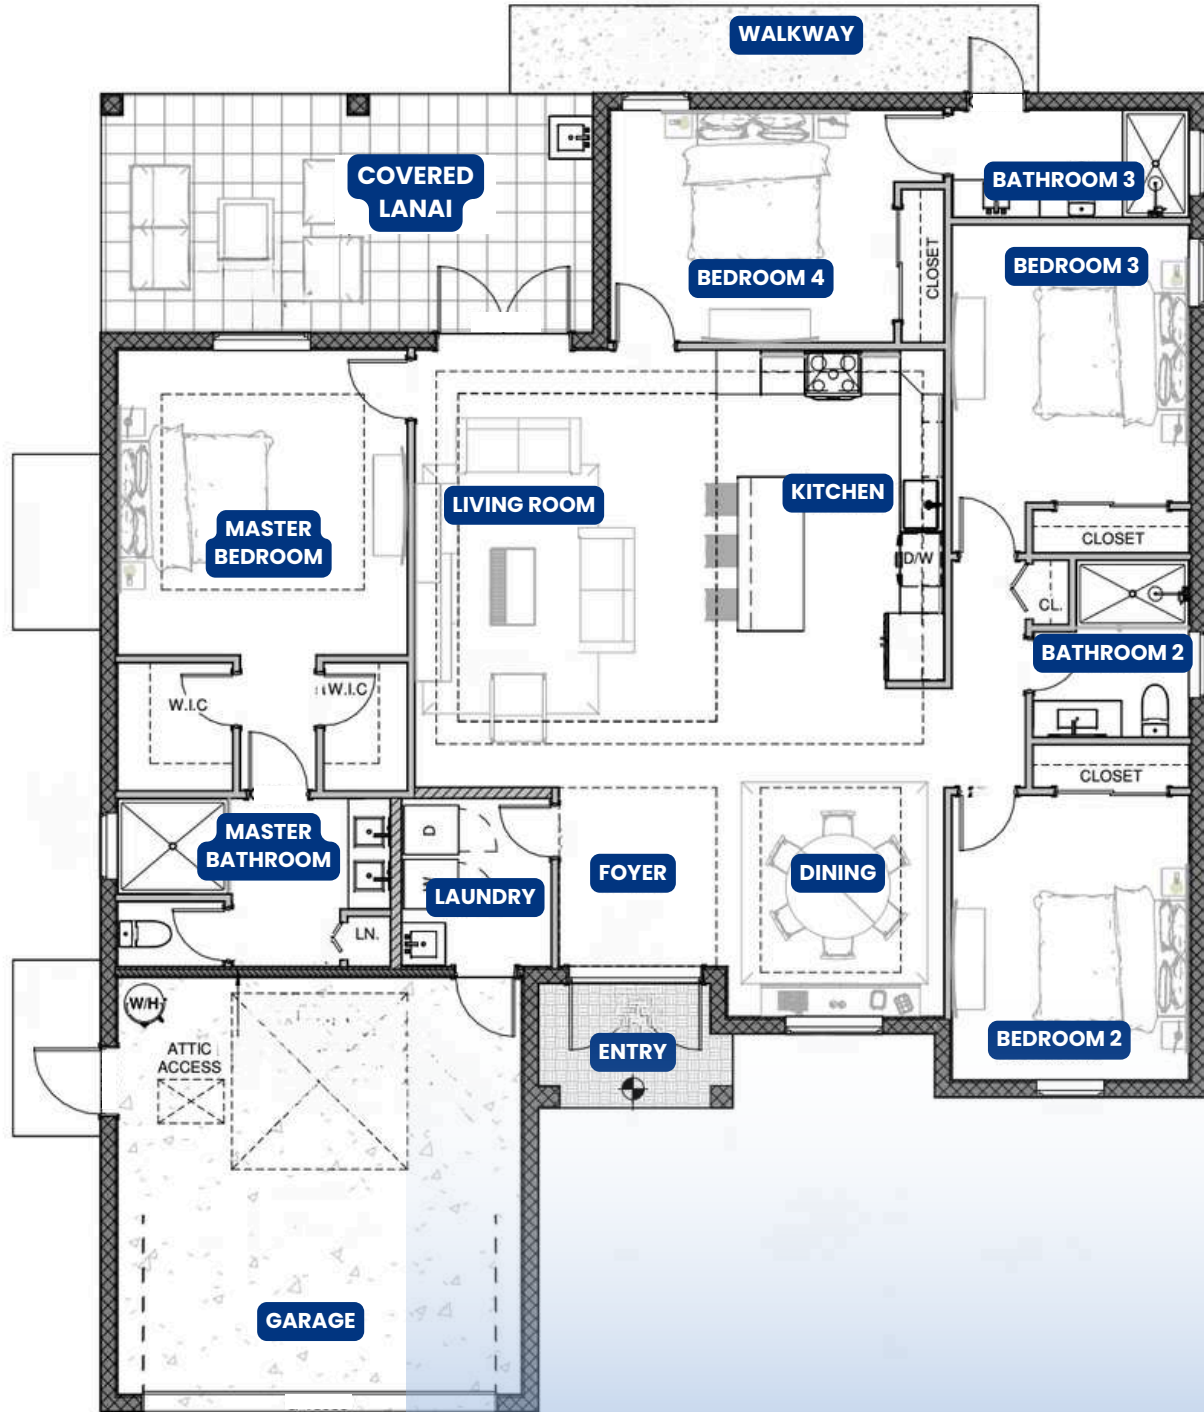 WALKWAY
COVERED
LANAI
BATHROOM 3
BEDROOM 4
CLOSET
BEDROOM 3
KITCHEN
LIVING ROOM
MASTER
BEDROOM
CLOSET
D/W
CL.
BATHROOM 2
W.I.C
W.I.C
CLOSET
MASTER
BATHROOM
D
FOYER
DINING
LAUNDRY
LN.
W/H
ATTIC
ACCESS
ENTRY
BEDROOM 2
GARAGE